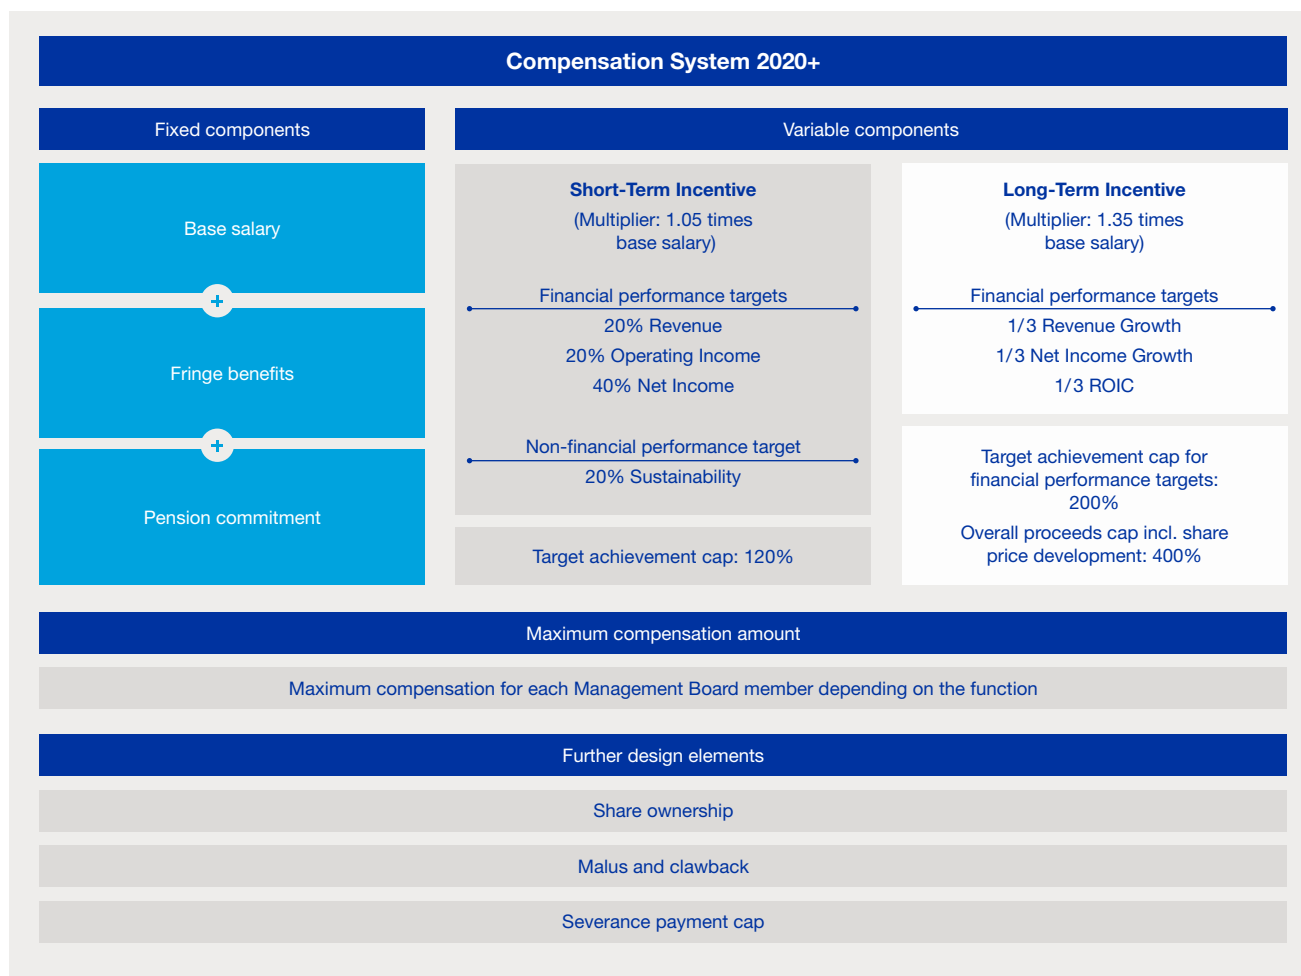 Compensation System 2020+
Fixed components
Base salary
+
Fringe benefits
+
Pension commitment
Variable components
Short-Term Incentive
(Multiplier: 1.05 times
base salary)
Financial performance targets
20% Revenue
20% Operating Income
40% Net Income
Non-financial performance target
20% Sustainability
Target achievement cap: 120%
Long-Term Incentive
(Multiplier: 1.35 times
base salary)
Financial performance targets
1/3 Revenue Growth
1/3 Net Income Growth
1/3 ROIC
Target achievement cap for
financial performance targets:
200%
Overall proceeds cap incl. share
price development: 400%
Maximum compensation amount
Maximum compensation for each Management Board member depending on the function
Further design elements
Share ownership
Malus and clawback
Severance payment cap